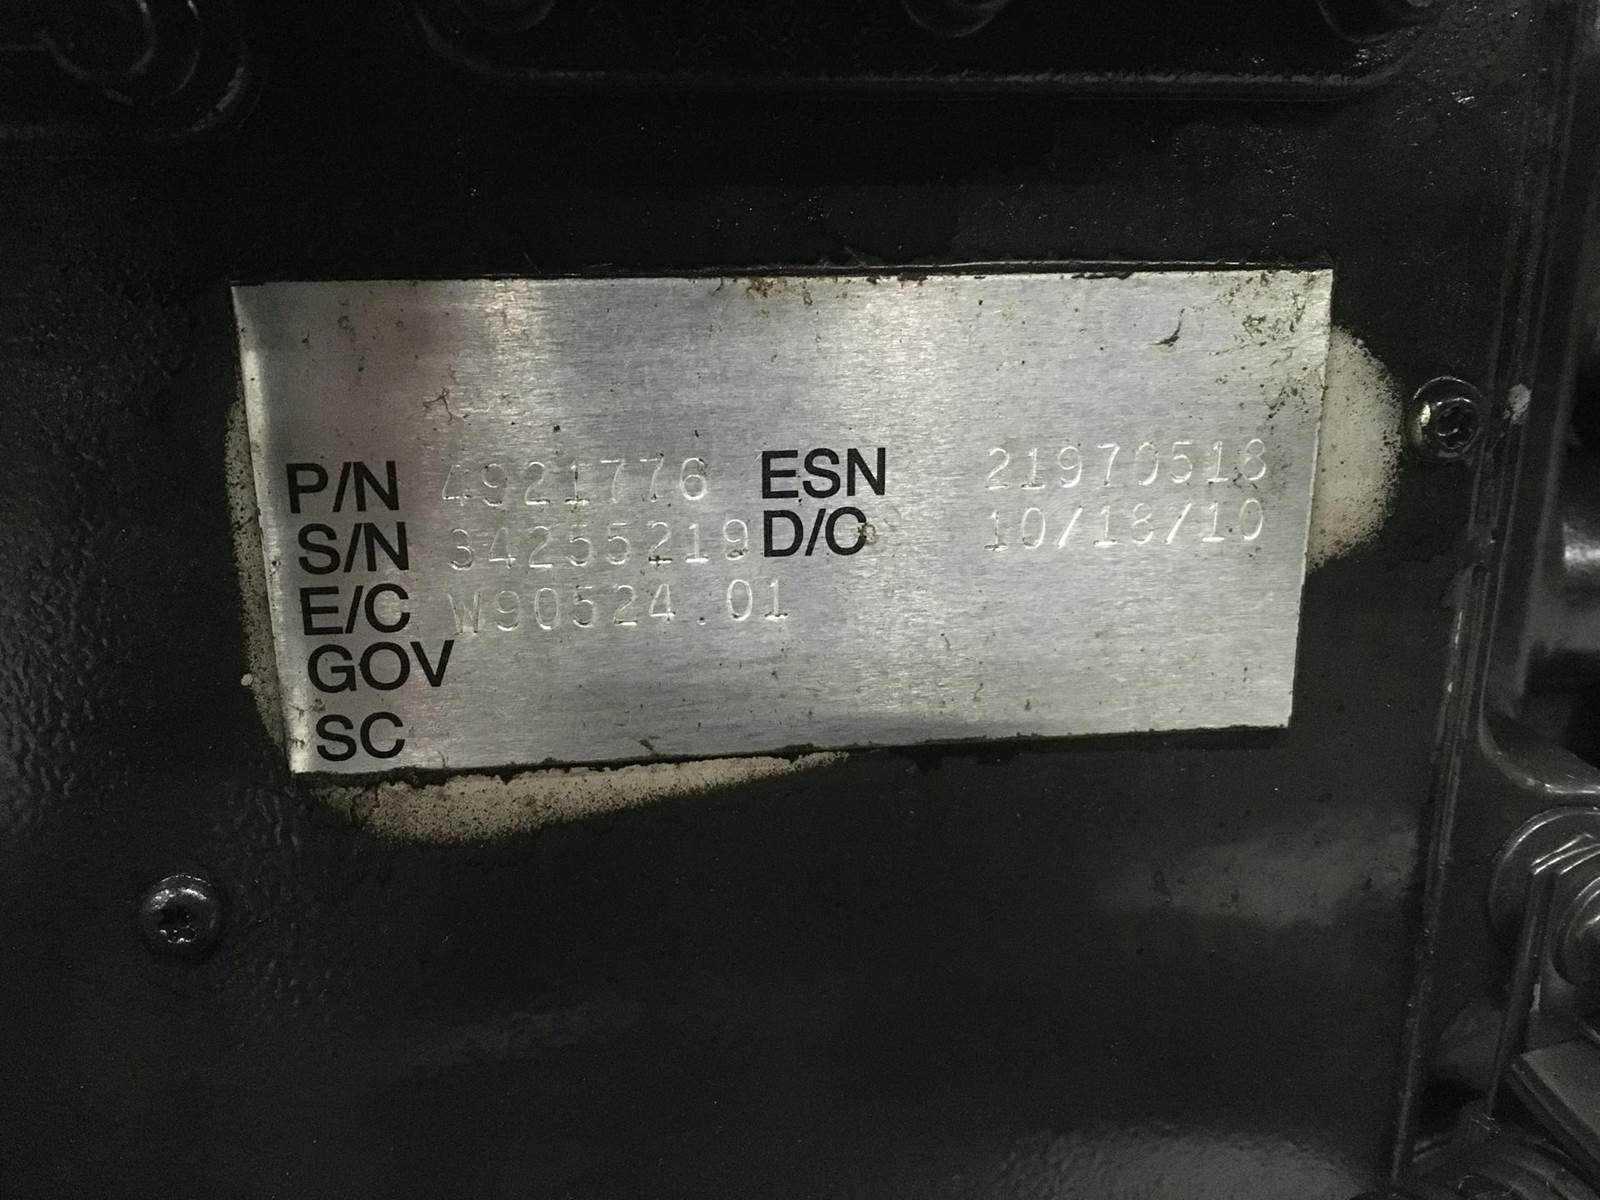 P/N 4921776 ESN 21970518
S/N 34255219 D/C 10/18/10
E/C W90524.01
GOV
SC